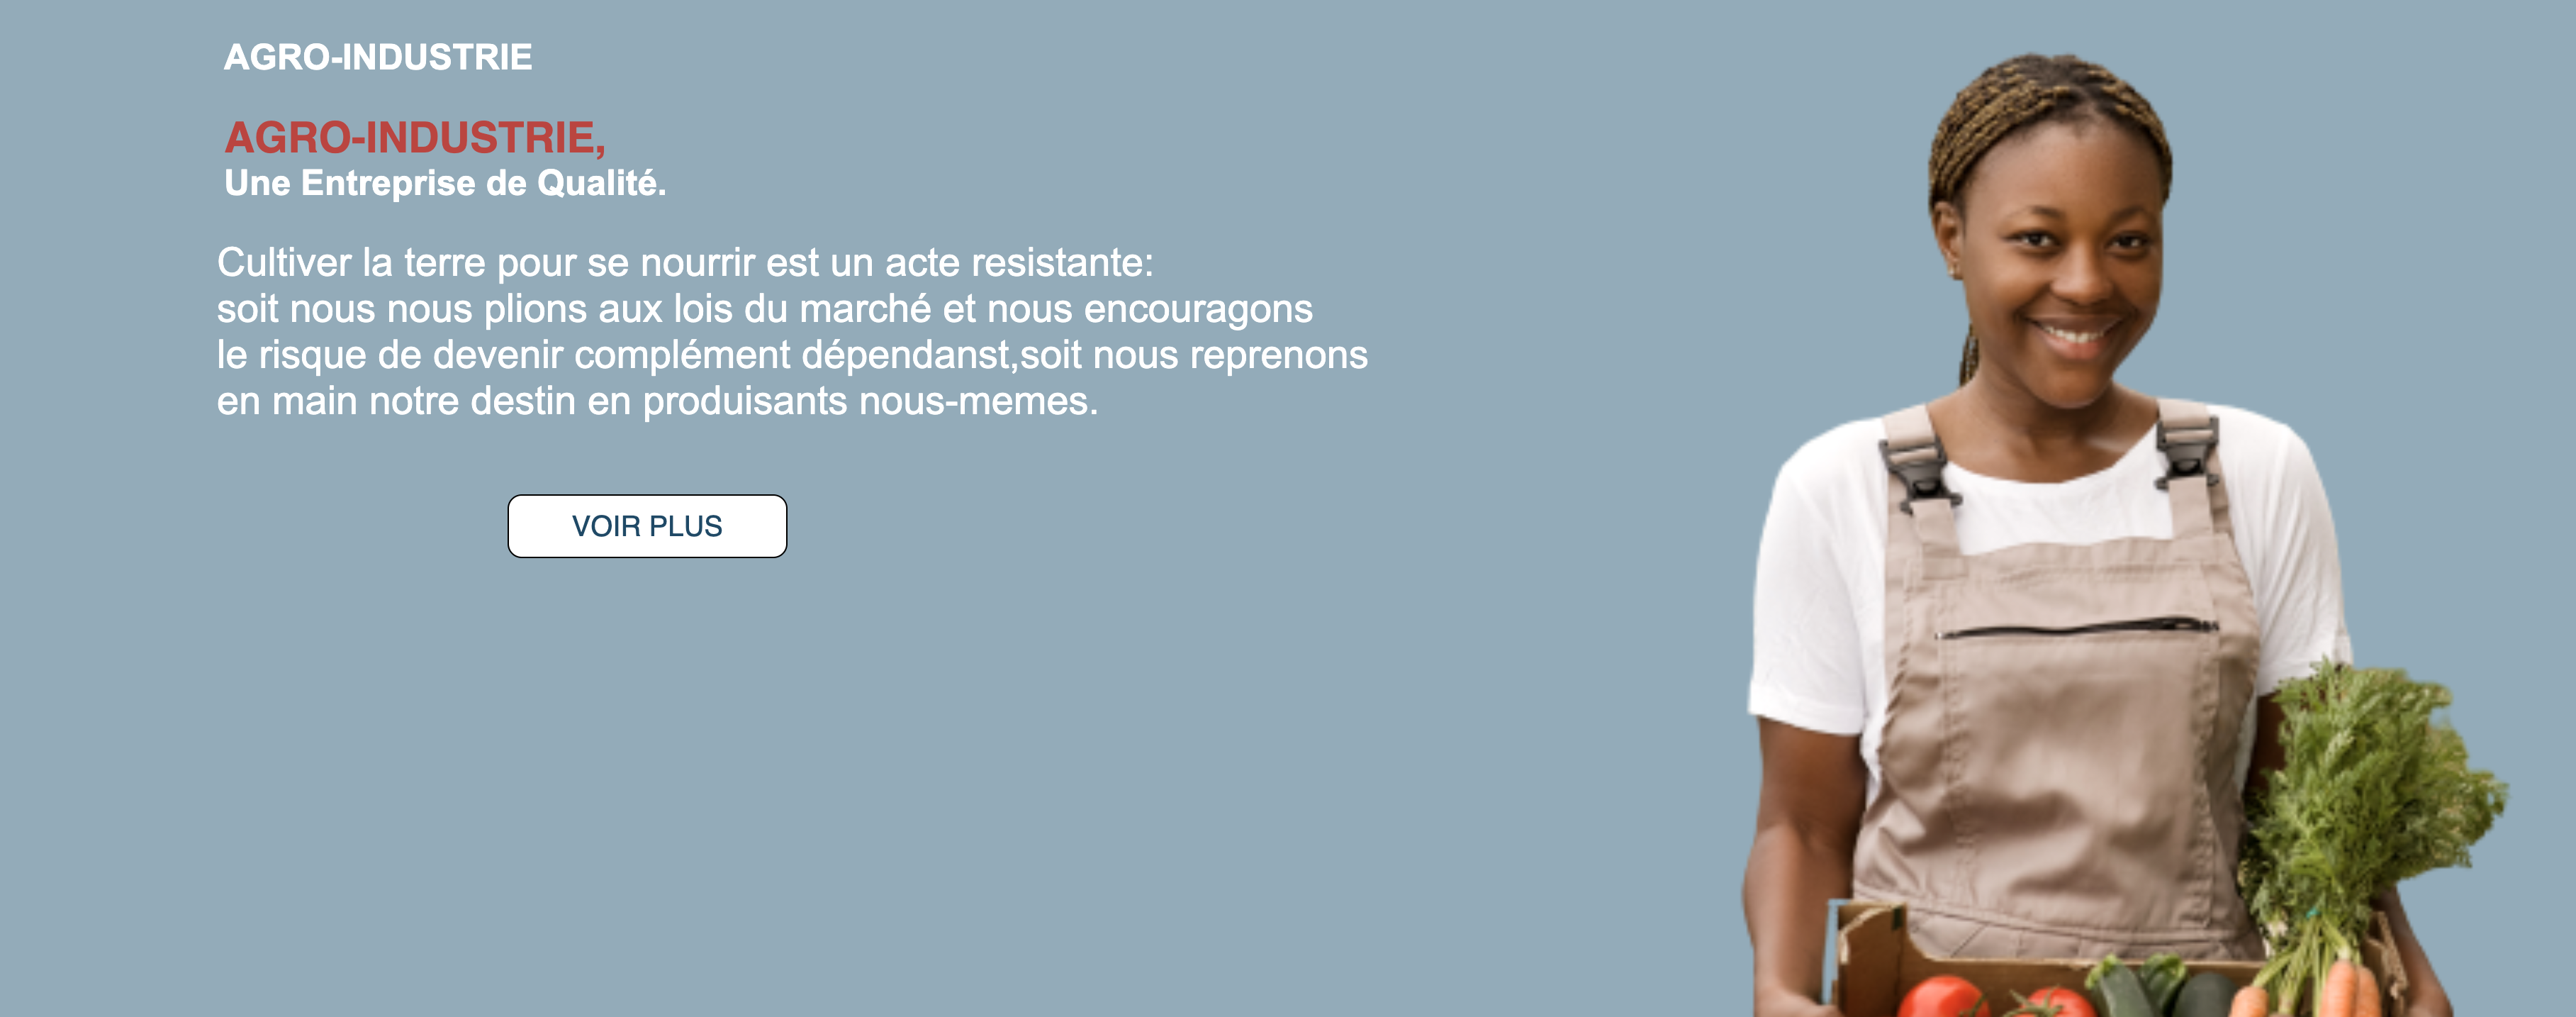 AGRO-INDUSTRIE
AGRO-INDUSTRIE,
Une Entreprise de Qualité.
Cultiver la terre pour se nourrir est un acte resistante:
soit nous nous plions aux lois du marché et nous encouragons
le risque de devenir complément dépendanst,soit nous reprenons
en main notre destin en produisants nous-memes.
VOIR PLUS